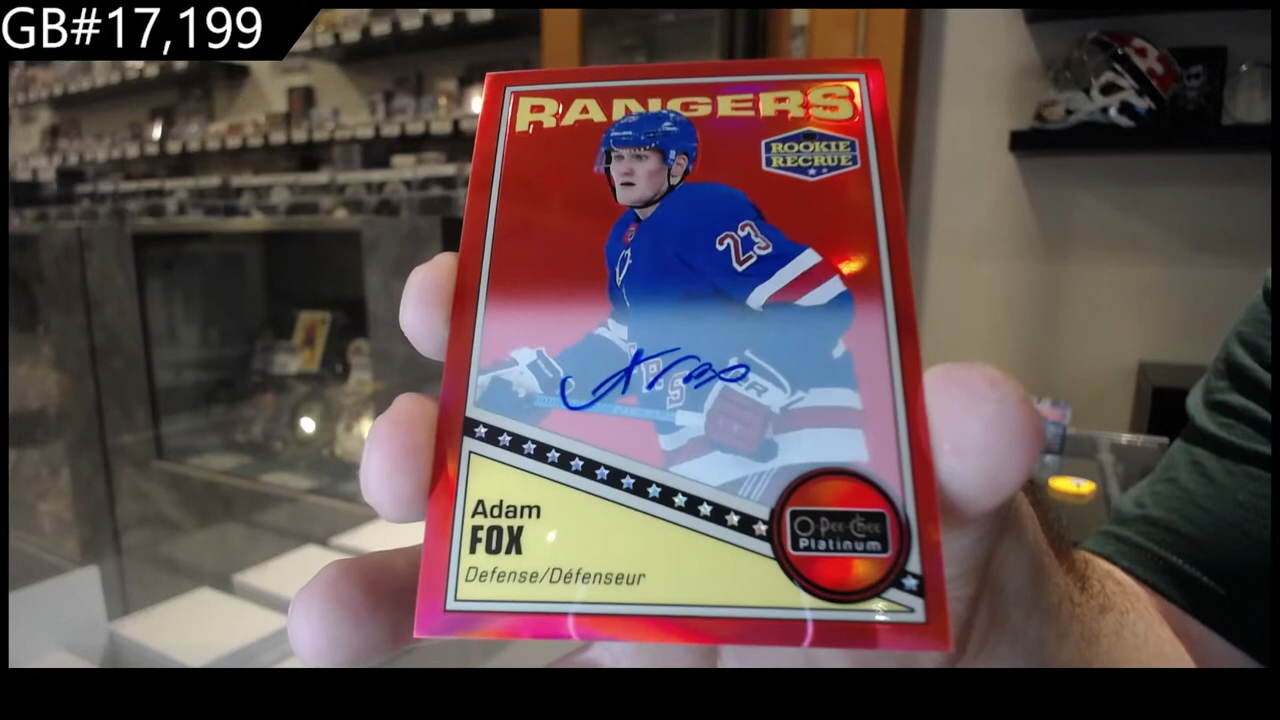 GB#17,199
RANGERS
ROOKIE
RECRUE
23
Adam
FOX
Defense/Défenseur
O-Pee-Chee
Platinum